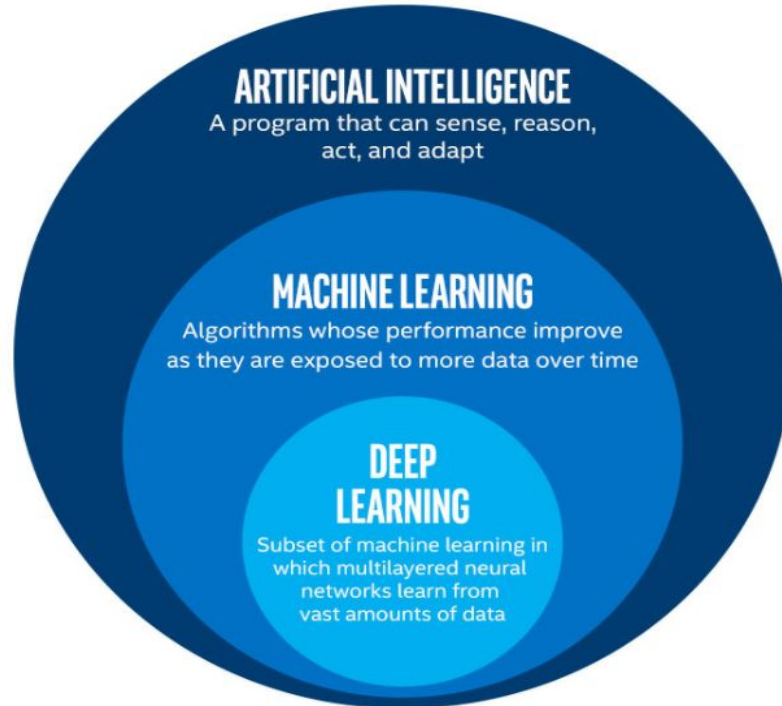 ARTIFICIAL INTELLIGENCE
A program that can sense, reason,
act, and adapt
MACHINE LEARNING
Algorithms whose performance improve
as they are exposed to more data over time
DEEP
LEARNING
Subset of machine learning in
which multilayered neural
networks learn from
vast amounts of data